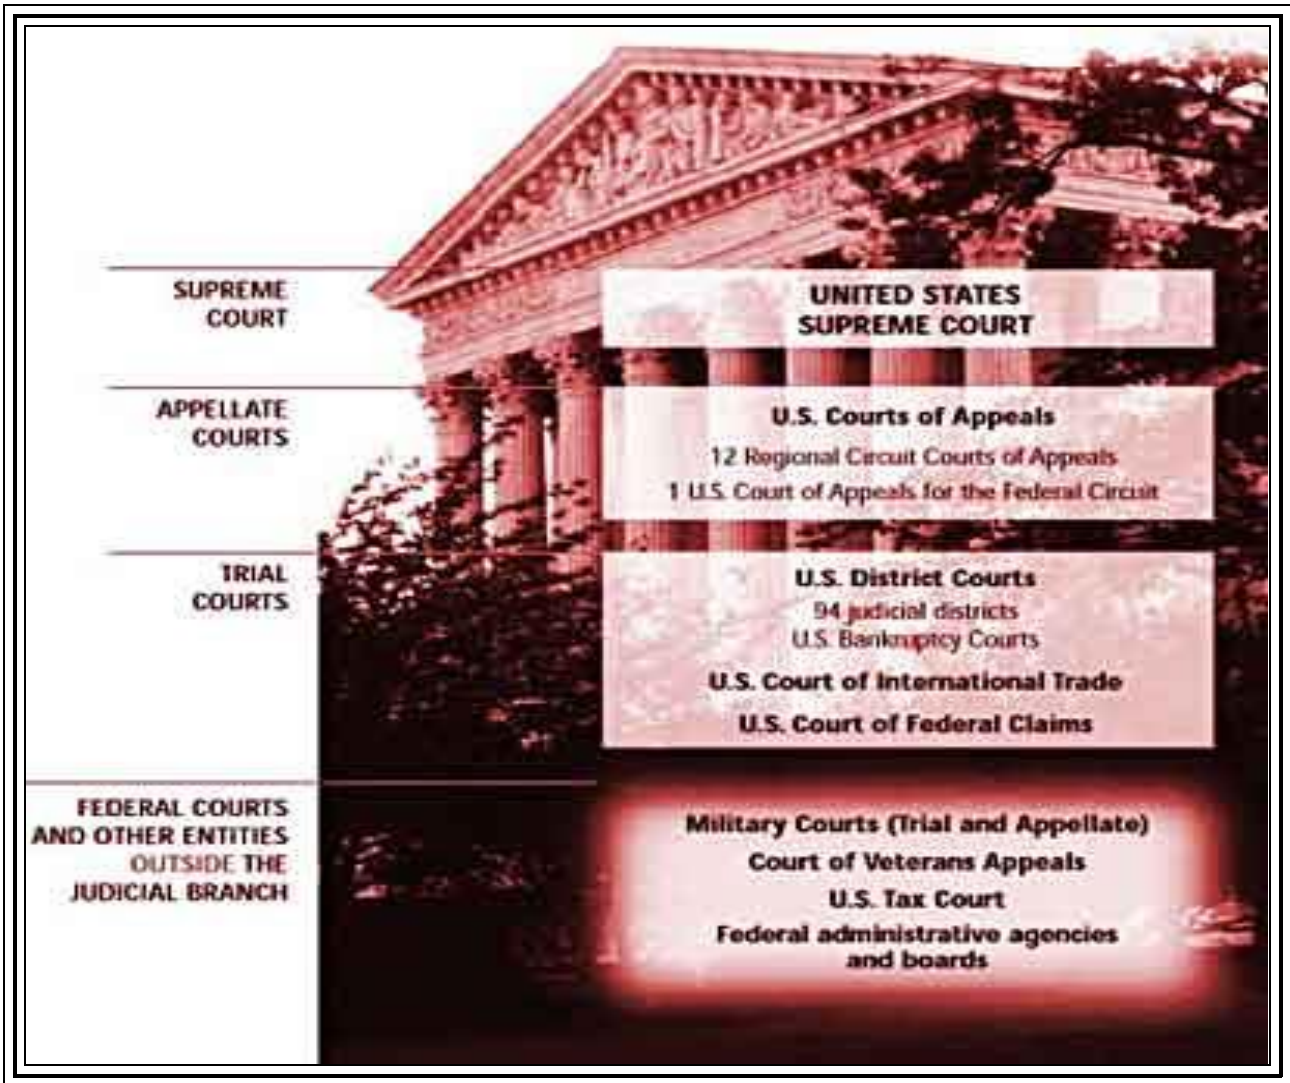 SUPREME
COURT
UNITED STATES
SUPREME COURT
APPELLATE
COURTS
U.S. Courts of Appeals
12 Regional Circuit Courts of Appeals
1 U.S. Court of Appeals for the Federal Circuit
TRIAL
COURTS
U.S. District Courts
94 judicial districts
U.S. Bankruptcy Courts
U.S. Court of International Trade
U.S. Court of Federal Claims
FEDERAL COURTS
AND OTHER ENTITIES
OUTSIDE THE
JUDICIAL BRANCH
Military Courts (Trial and Appellate)
Court of Veterans Appeals
U.S. Tax Court
Federal administrative agencies
and boards